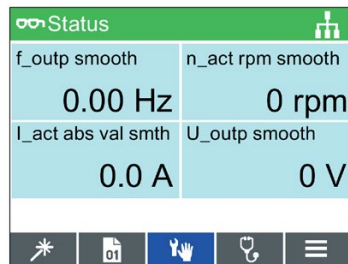 Status
f_outp smooth
0.00 Hz
n_act rpm smooth
0 rpm
I_act abs val smth
0.0 A
U_outp smooth
0 V
01